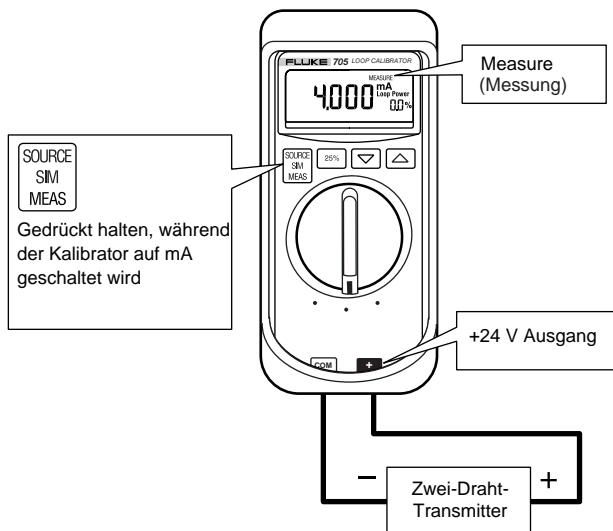 FLUKE 705 LOOP CALIBRATOR
MEASURE
4.000 mA
Loop Power
0.0 %
Measure
(Messung)
SOURCE
SIM
MEAS
Gedrückt halten, während
der Kalibrator auf mA
geschaltet wird
SOURCE
SIM
MEAS
25%
+24 V Ausgang
COM
+
–
+
Zwei-Draht-
Transmitter